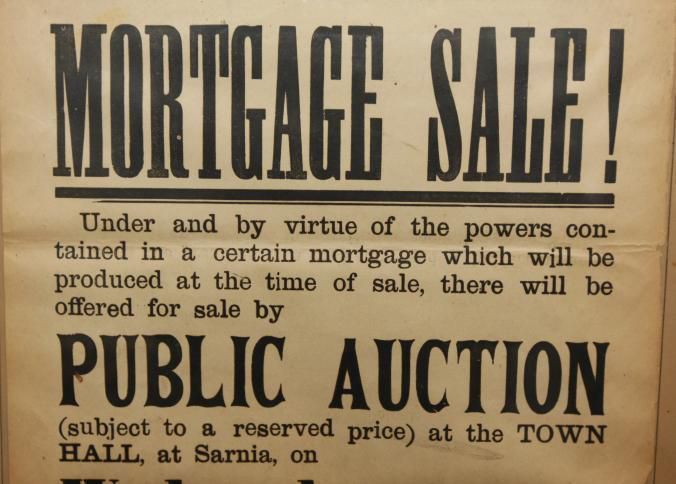 MORTGAGE SALE!
Under and by virtue of the powers con-
tained in a certain mortgage which will be
produced at the time of sale, there will be
offered for sale by
PUBLIC AUCTION
(subject to a reserved price) at the TOWN
HALL, at Sarnia, on